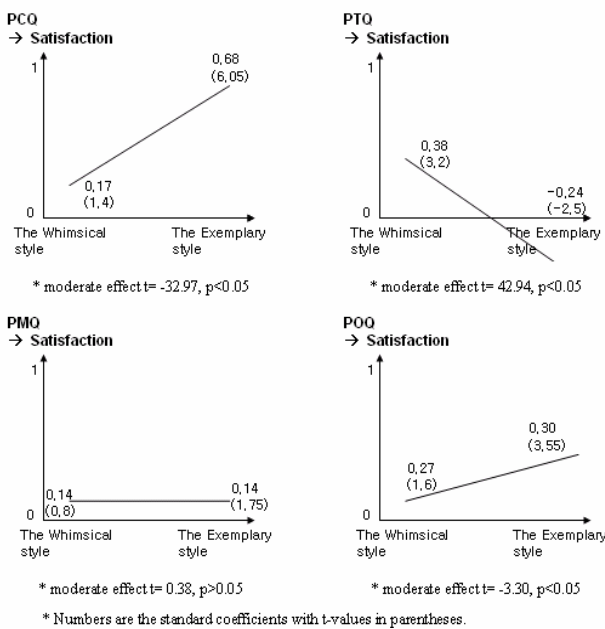 PCQ
→ Satisfaction
1
0,68
(6,05)
0,17
(1,4)
0
The Whimsical style
The Exemplary style
* moderate effect t= -32.97, p<0.05
PTQ
→ Satisfaction
1
0,38
(3,2)
-0,24
(-2,5)
0
The Whimsical style
The Exemplary style
* moderate effect t= 42.94, p<0.05
PMQ
→ Satisfaction
1
0,14
(0,8)
0,14
(1,75)
0
The Whimsical style
The Exemplary style
* moderate effect t= 0.38, p>0.05
POQ
→ Satisfaction
1
0,30
(3,55)
0,27
(1,6)
0
The Whimsical style
The Exemplary style
* moderate effect t= -3.30, p<0.05
* Numbers are the standard coefficients with t-values in parentheses.